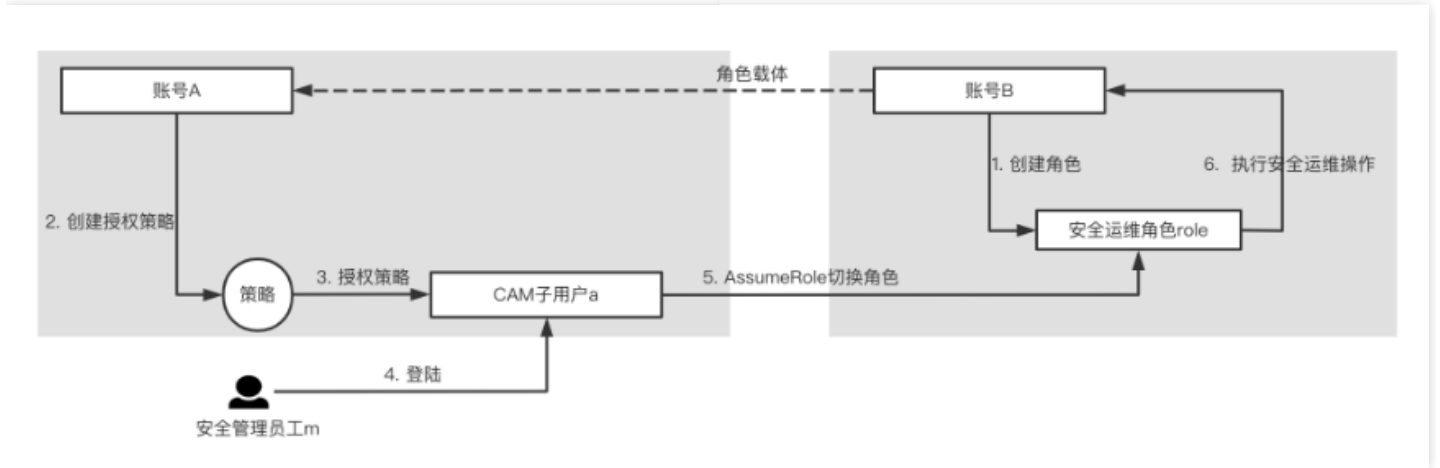 角色载体
账号A
账号B
1. 创建角色
6. 执行安全运维操作
2. 创建授权策略
安全运维角色role
3. 授权策略
5. AssumeRole切换角色
策略
CAM子用户a
4. 登陆
安全管理员工m